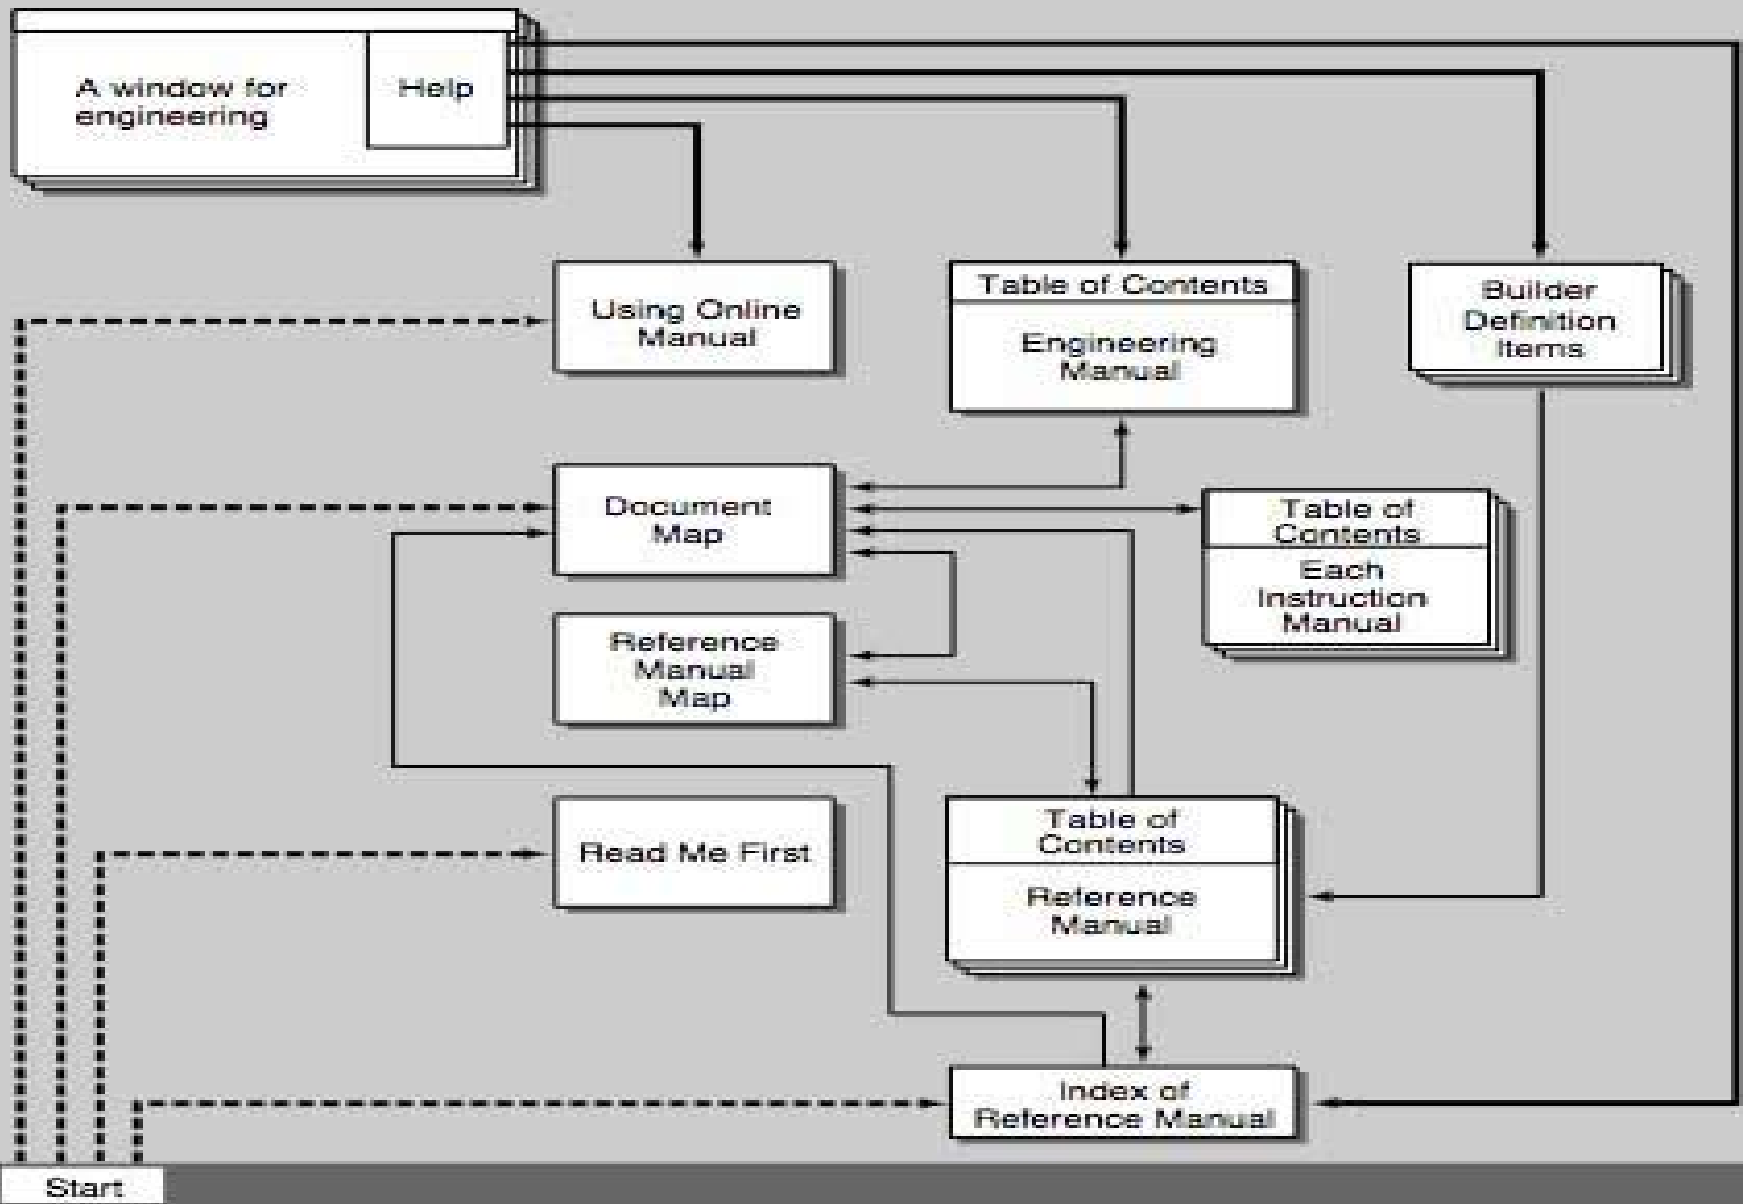 A window for
engineering
Help
Using Online
Manual
Table of Contents
Engineering
Manual
Builder
Definition
Items
Document
Map
Table of
Contents
Each
Instruction
Manual
Reference
Manual
Map
Read Me First
Table of
Contents
Reference
Manual
Index of
Reference Manual
Start